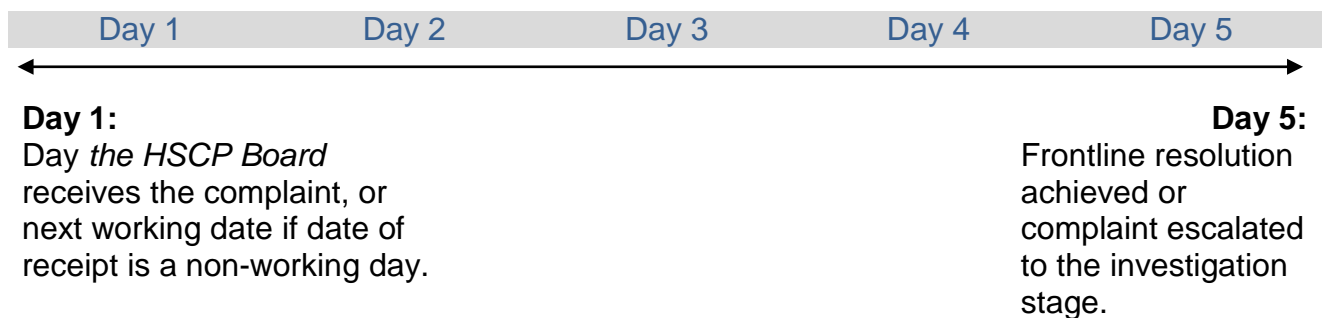 Day 1 Day 2 Day 3 Day 4 Day 5
Day 1:
Day the HSCP Board
receives the complaint, or
next working date if date of
receipt is a non-working day.
Day 5:
Frontline resolution
achieved or
complaint escalated
to the investigation
stage.